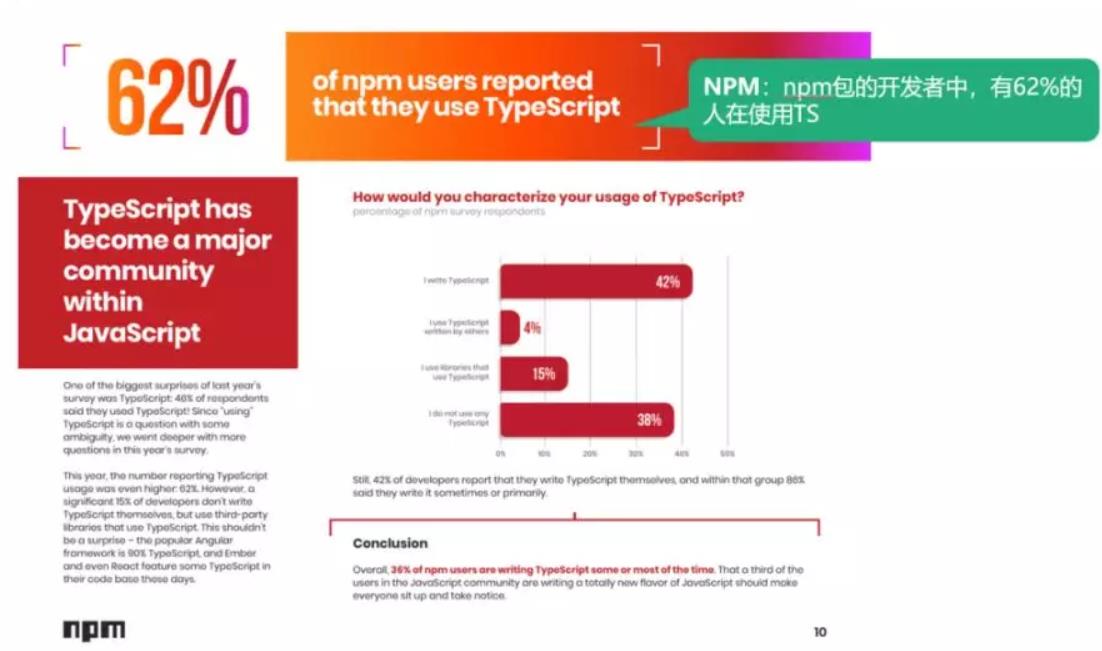 62%
of npm users reported
that they use TypeScript
NPM：npm包的开发者中，有62%的
人在使用TS
TypeScript has
become a major
community
within
JavaScript
One of the biggest surprises of last year's
survey was TypeScript: 46% of respondents
said they used TypeScript! Since "using"
TypeScript is a question with some
ambiguity, we went deeper with more
questions in this year's survey.
This year, the number reporting TypeScript
usage was even higher: 62%. However, a
significant 15% of developers don't write
TypeScript themselves, but use third-party
libraries that use TypeScript. This shouldn't
be a surprise – the popular Angular
framework is 90% TypeScript, and Ember
and even React feature some TypeScript in
their code base these days.
How would you characterize your usage of TypeScript?
percentage of npm survey respondents
I write TypeScript
42%
I use TypeScript
written by others
4%
I use libraries that
use TypeScript
15%
I do not use any
TypeScript
38%
0% 10% 20% 30% 40% 50%
Still, 42% of developers report that they write TypeScript themselves, and within that group 86%
said they write it sometimes or primarily.
Conclusion
Overall, 36% of npm users are writing TypeScript some or most of the time. That a third of the
users in the JavaScript community are writing a totally new flavor of JavaScript should make
everyone sit up and take notice.
npm
10